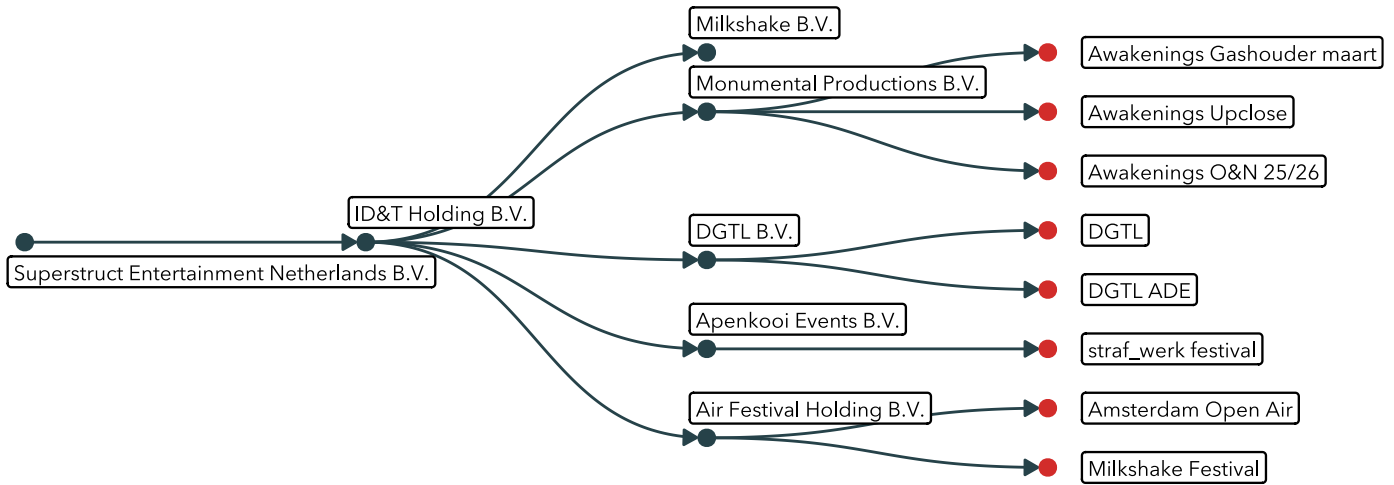 Milkshake B.V.
Awakenings Gashouder maart
Monumental Productions B.V.
Awakenings Upclose
Awakenings O&N 25/26
ID&T Holding B.V.
DGTL B.V.
DGTL
Superstruct Entertainment Netherlands B.V.
DGTL ADE
Apenkooi Events B.V.
straf_werk festival
Air Festival Holding B.V.
Amsterdam Open Air
Milkshake Festival